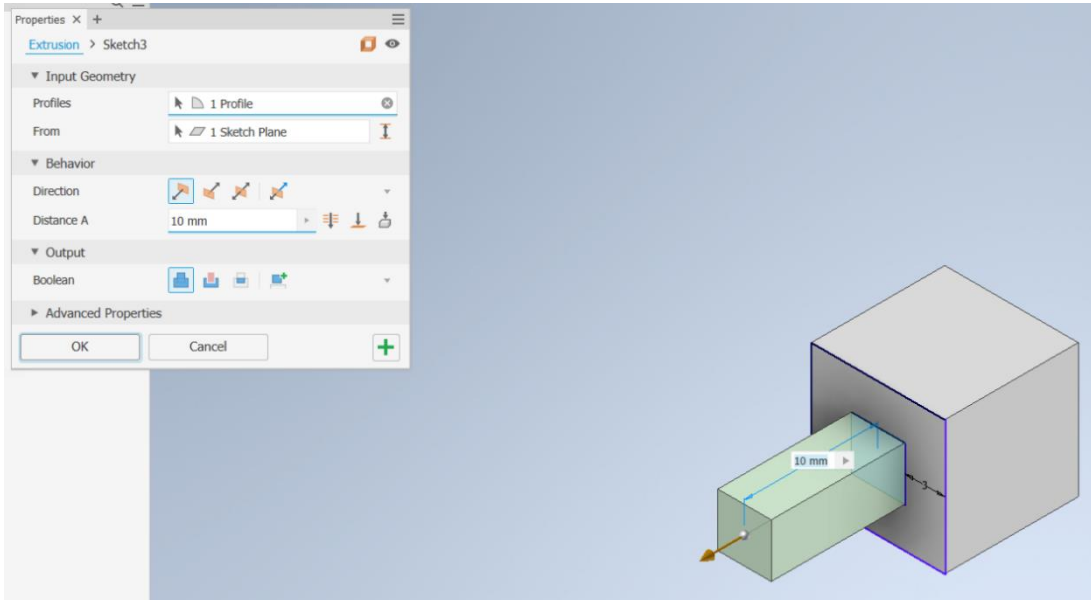 Properties × +
Extrusion > Sketch3
Input Geometry
Profiles 1 Profile
From 1 Sketch Plane
Behavior
Direction
Distance A 10 mm
Output
Boolean
Advanced Properties
OK Cancel
10 mm
3